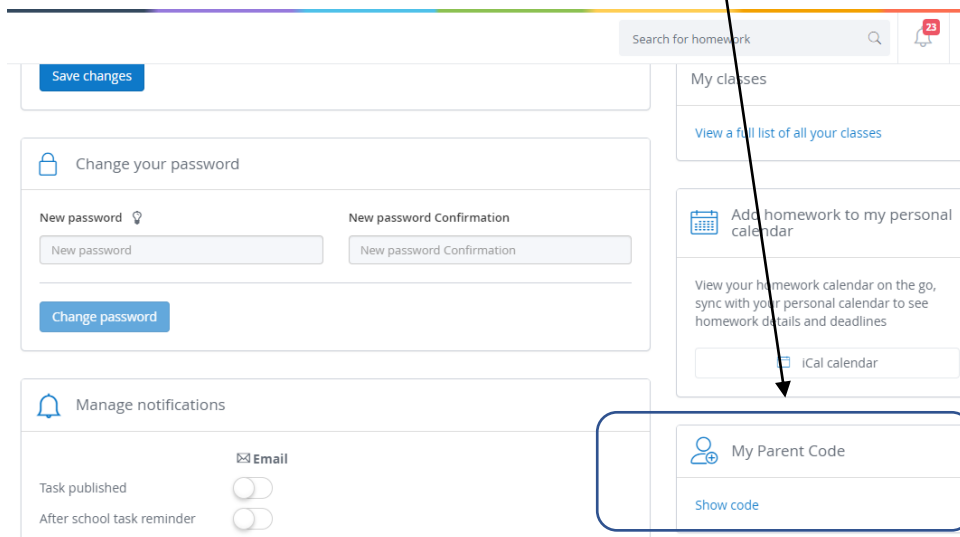 Search for homework
23
Save changes
My classes
View a full list of all your classes
Change your password
New password
New password Confirmation
New password
New password Confirmation
Change password
Add homework to my personal
calendar
View your homework calendar on the go,
sync with your personal calendar to see
homework details and deadlines
iCal calendar
Manage notifications
Email
Task published
After school task reminder
My Parent Code
Show code